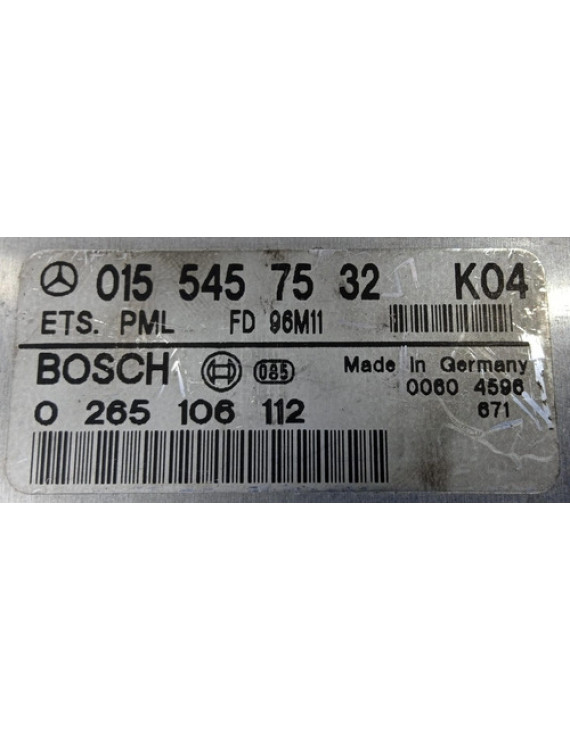 015 545 75 32 K04
ETS. PML FD 96M11
BOSCH 085 Made In Germany
0 265 106 112 0060 4596
671